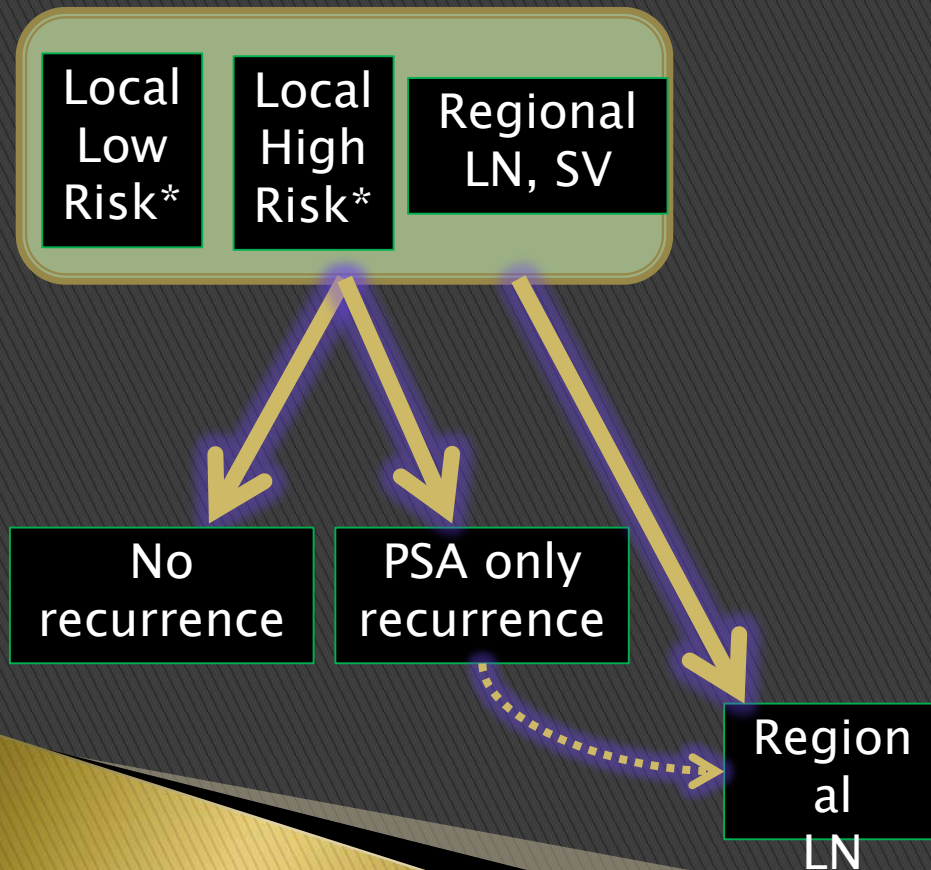 Local
Low
Risk*
Local
High
Risk*
Regional
LN, SV
No
recurrence
PSA only
recurrence
Region
al
LN